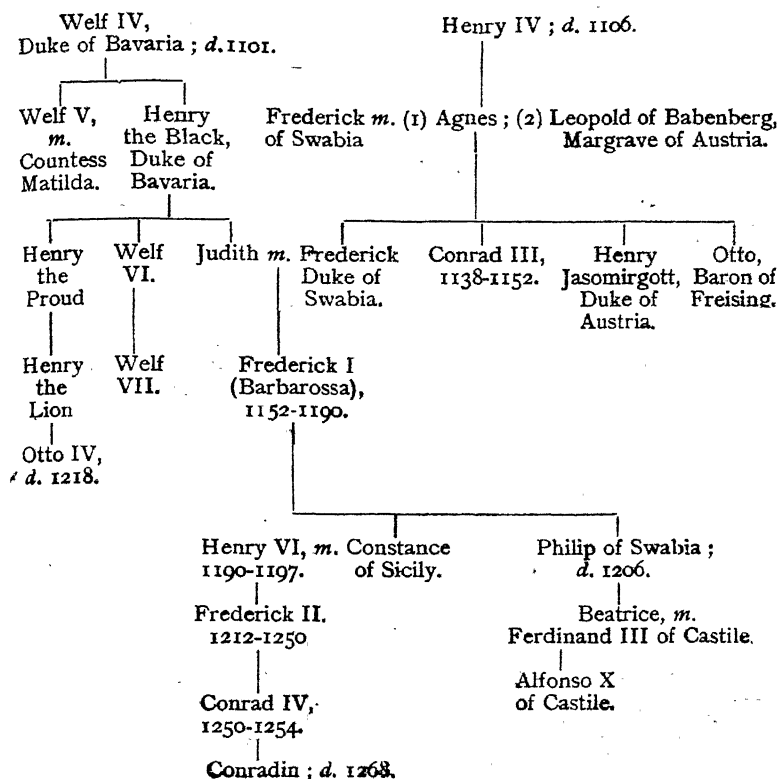 Welf IV,
Duke of Bavaria ; d. 1101.
Henry IV ; d. 1106.
Welf V,
m.
Countess
Matilda.
Henry
the Black,
Duke of
Bavaria.
Frederick m. (1) Agnes ; (2) Leopold of Babenberg,
of Swabia
Margrave of Austria.
Henry
the
Proud
Welf
VI.
Judith m. Frederick
Duke of
Swabia.
Conrad III,
1138-1152.
Henry
Jasomirgott,
Duke of
Austria.
Otto,
Baron of
Freising.
Henry
the
Lion
Welf
VII.
Frederick I
(Barbarossa),
1152-1190.
Otto IV,
d. 1218.
Henry VI, m. Constance
1190-1197. of Sicily.
Philip of Swabia ;
d. 1206.
Frederick II.
1212-1250
Beatrice, m.
Ferdinand III of Castile.
Conrad IV,
1250-1254.
Alfonso X
of Castile.
Conradin ; d. 1268.